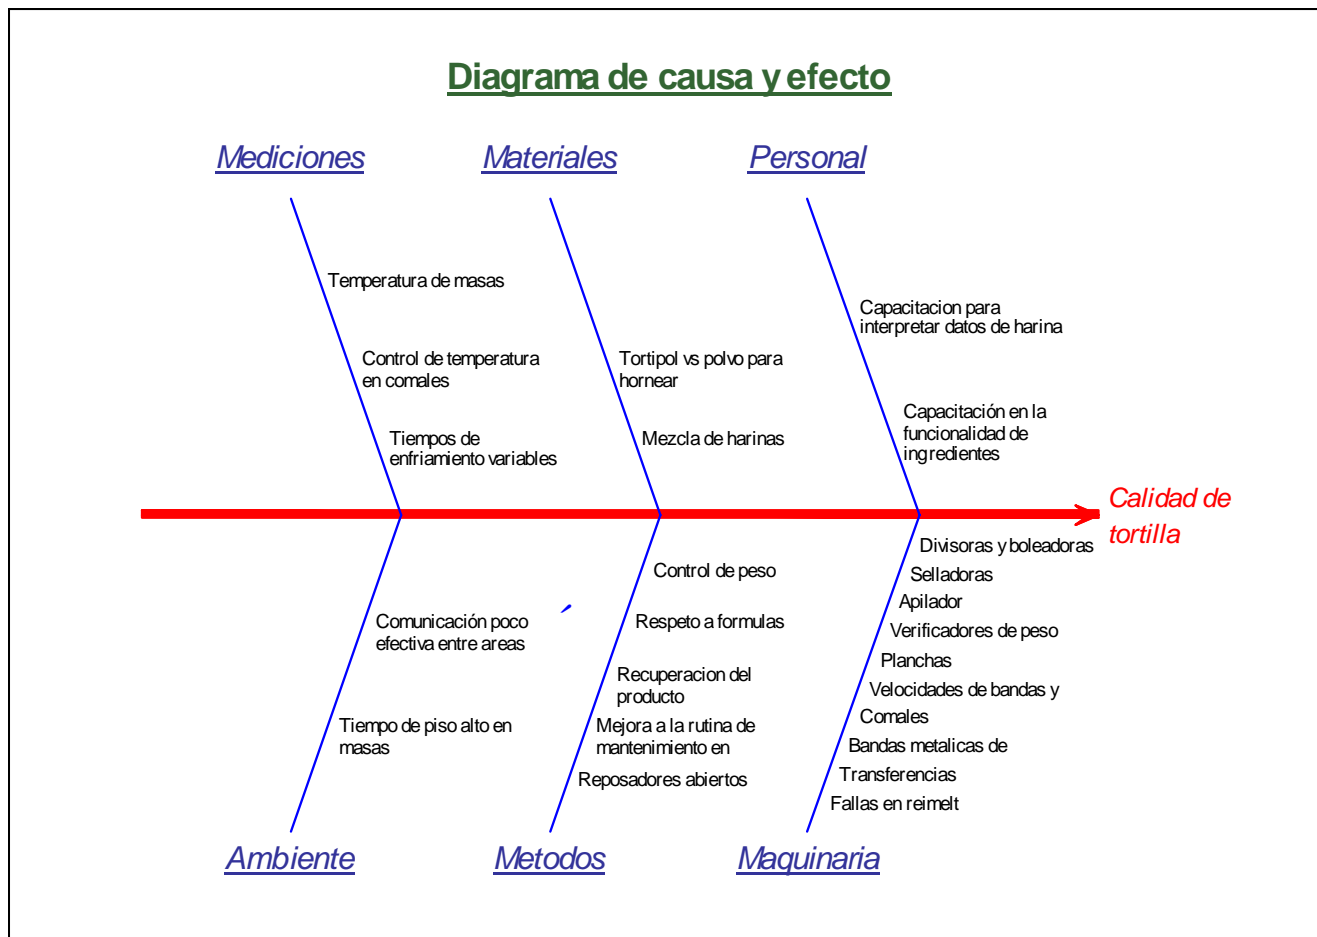 Diagrama de causa y efecto
Mediciones
Materiales
Personal
Temperatura de masas
Control de temperatura
en comales
Tiempos de
enfriamiento variables
Tortipol vs polvo para
hornear
Mezcla de harinas
Capacitacion para
interpretar datos de harina
Capacitación en la
funcionalidad de
ingredientes
Calidad de
tortilla
Comunicación poco
efectiva entre areas
Tiempo de piso alto en
masas
Control de peso
Respeto a formulas
Recuperacion del
producto
Mejora a la rutina de
mantenimiento en
Reposadores abiertos
Divisoras y boleadoras
Selladoras
Apilador
Verificadores de peso
Planchas
Velocidades de bandas y
Comales
Bandas metalicas de
Transferencias
Fallas en reimelt
Ambiente
Metodos
Maquinaria